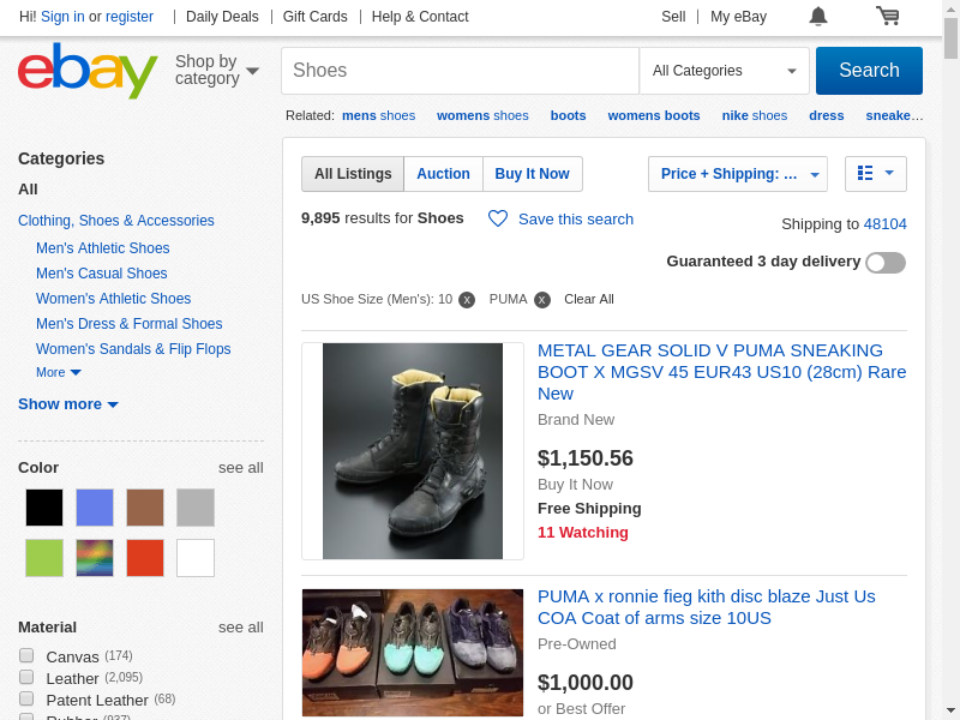 Hi! Sign in or register | Daily Deals | Gift Cards | Help & Contact Sell | My eBay
ebay
Shop by
category
Shoes
All Categories
Search
Related: mens shoes womens shoes boots womens boots nike shoes dress sneake...
Categories
All
Clothing, Shoes & Accessories
Men's Athletic Shoes
Men's Casual Shoes
Women's Athletic Shoes
Men's Dress & Formal Shoes
Women's Sandals & Flip Flops
More
Show more
Color see all
Material see all
Canvas (174)
Leather (2,095)
Patent Leather (68)
Rubber (937)
All Listings Auction Buy It Now Price + Shipping: ...
9,895 results for Shoes Save this search
Shipping to 48104
Guaranteed 3 day delivery
US Shoe Size (Men's): 10 x PUMA x Clear All
METAL GEAR SOLID V PUMA SNEAKING
BOOT X MGSV 45 EUR43 US10 (28cm) Rare
New
Brand New
$1,150.56
Buy It Now
Free Shipping
11 Watching
PUMA x ronnie fieg kith disc blaze Just Us
COA Coat of arms size 10US
Pre-Owned
$1,000.00
or Best Offer